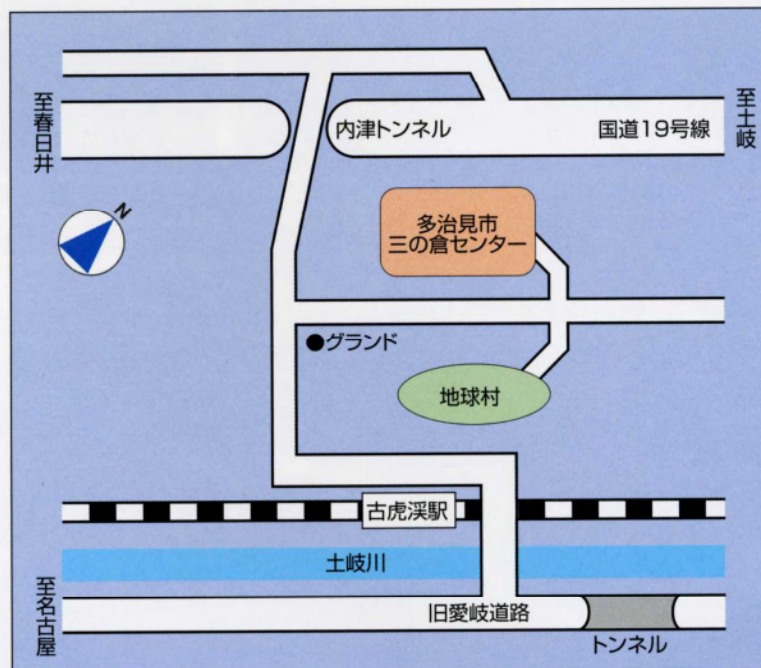 至春日井
内津トンネル
国道19号線
至土岐
N
多治見市
三の倉センター
●グランド
地球村
古虎渓駅
土岐川
至名古屋
旧愛岐道路
トンネル